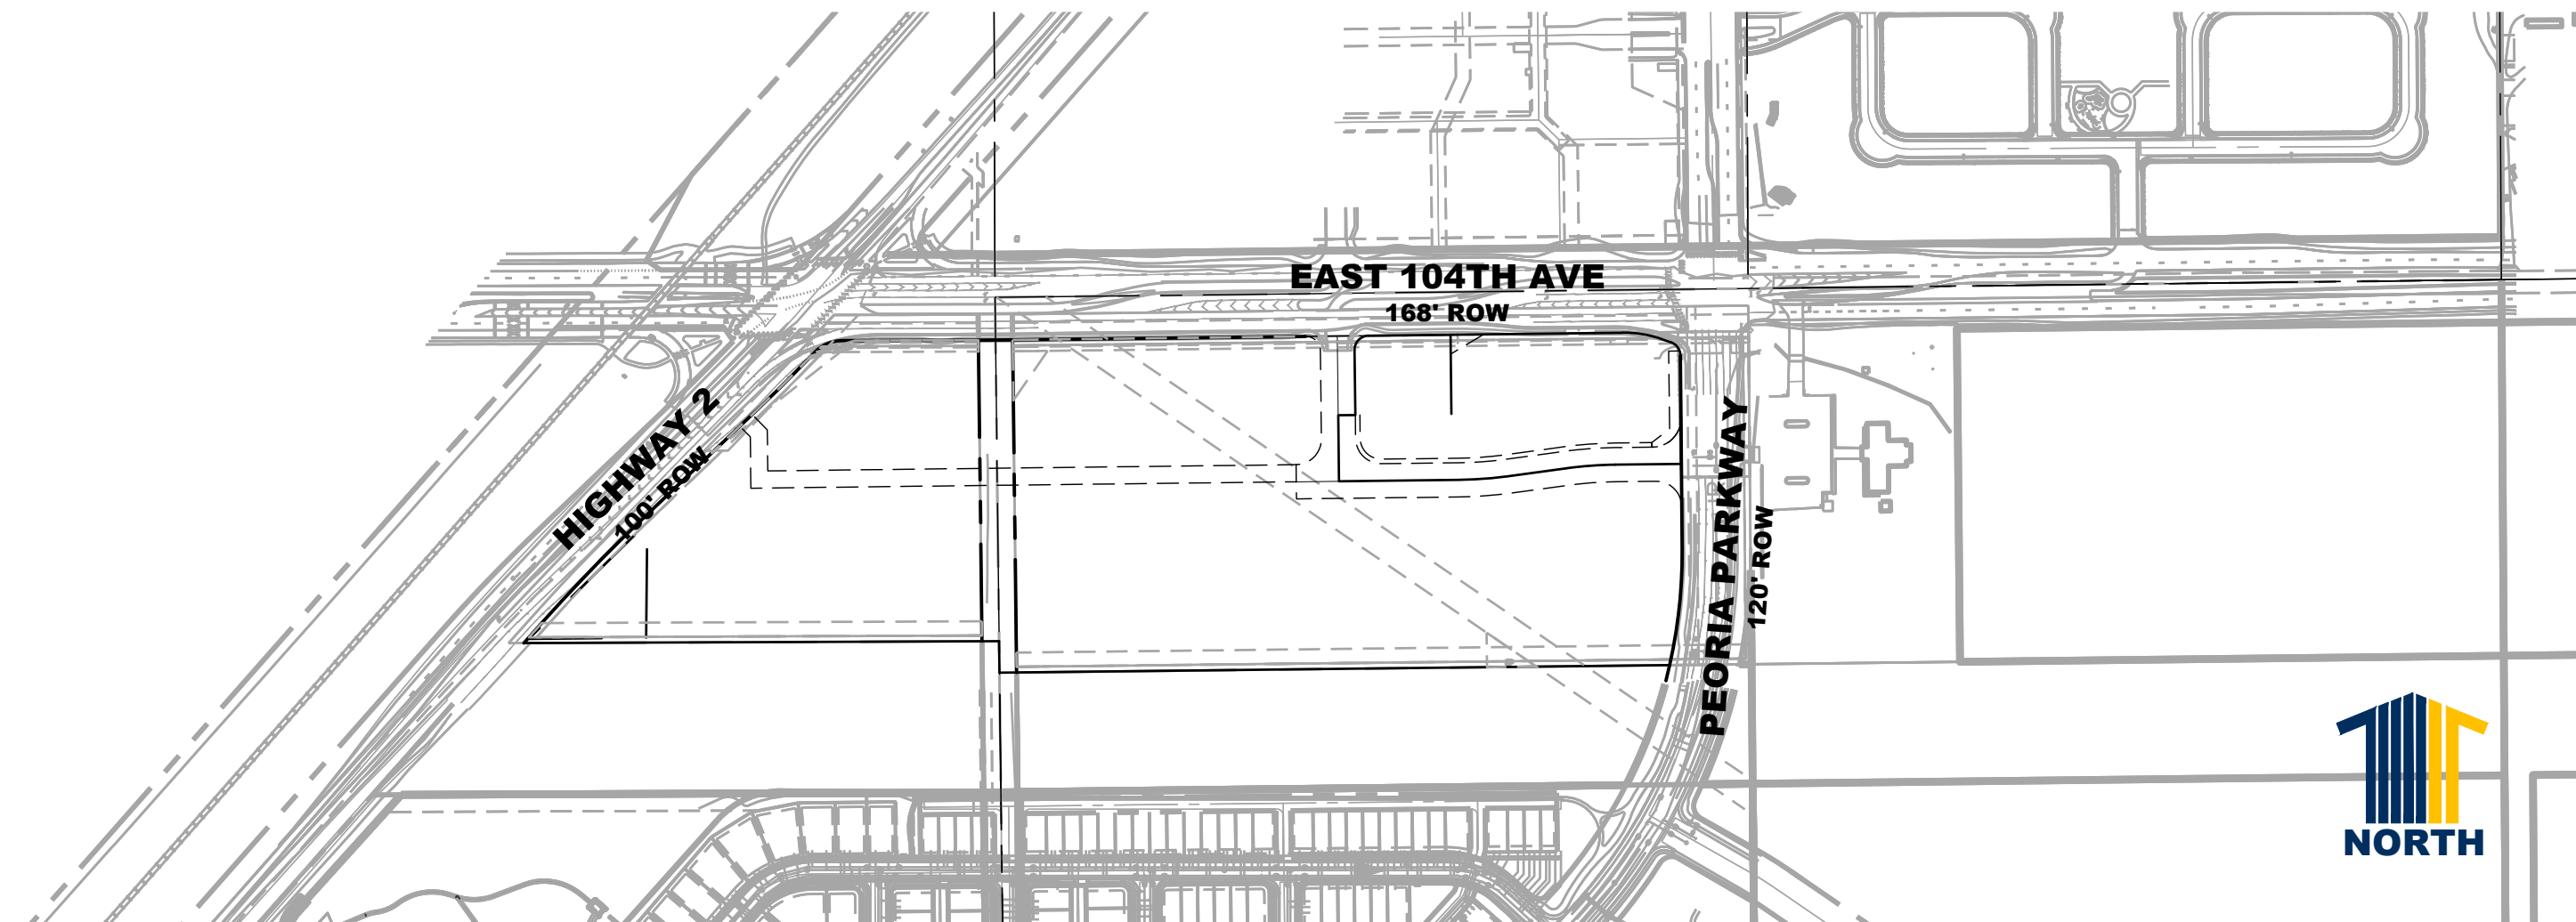 EAST 104TH AVE
168' ROW
HIGHWAY 2
100' ROW
PEORIA PARKWAY
120' ROW
NORTH